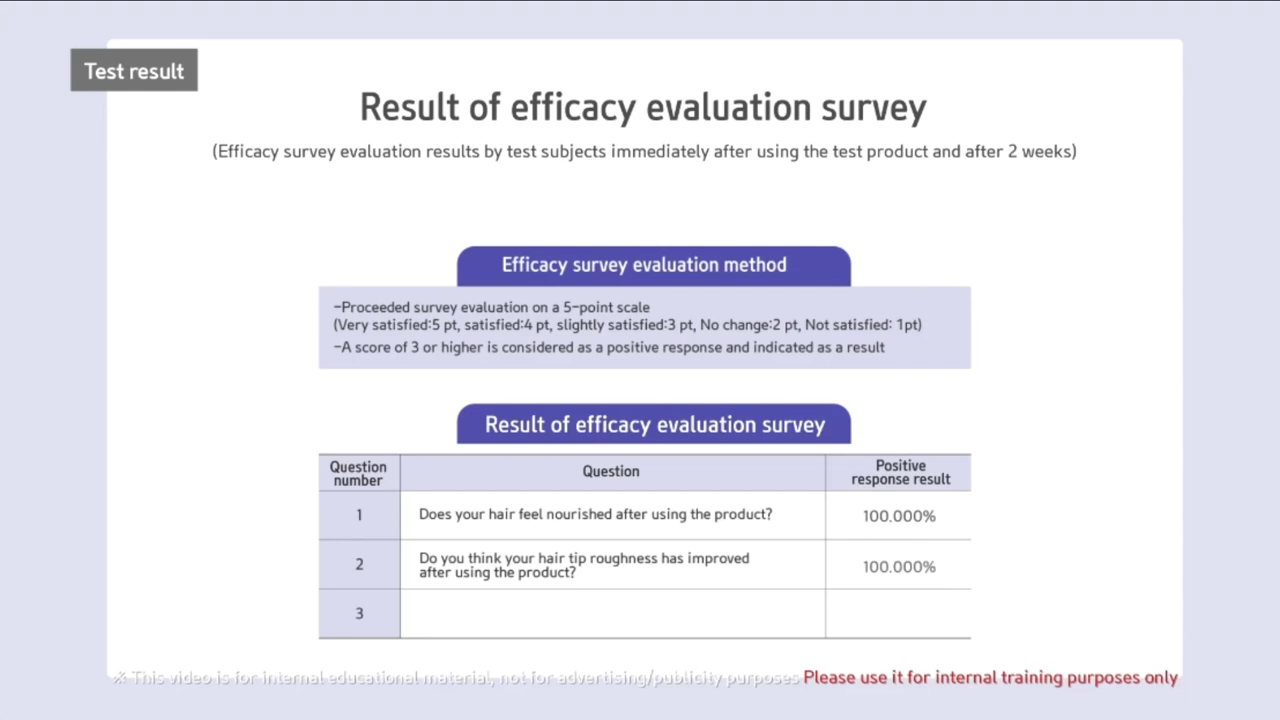 Test result
Result of efficacy evaluation survey
(Efficacy survey evaluation results by test subjects immediately after using the test product and after 2 weeks)
Efficacy survey evaluation method
-Proceeded survey evaluation on a 5-point scale
(Very satisfied:5 pt, satisfied:4 pt, slightly satisfied:3 pt, No change:2 pt, Not satisfied: 1pt)
-A score of 3 or higher is considered as a positive response and indicated as a result
Result of efficacy evaluation survey
Question
number
Question
Positive
response result
1
Does your hair feel nourished after using the product?
100.000%
2
Do you think your hair tip roughness has improved
after using the product?
100.000%
3
※ This video is for internal educational material, not for advertising/publicity purposes Please use it for internal training purposes only